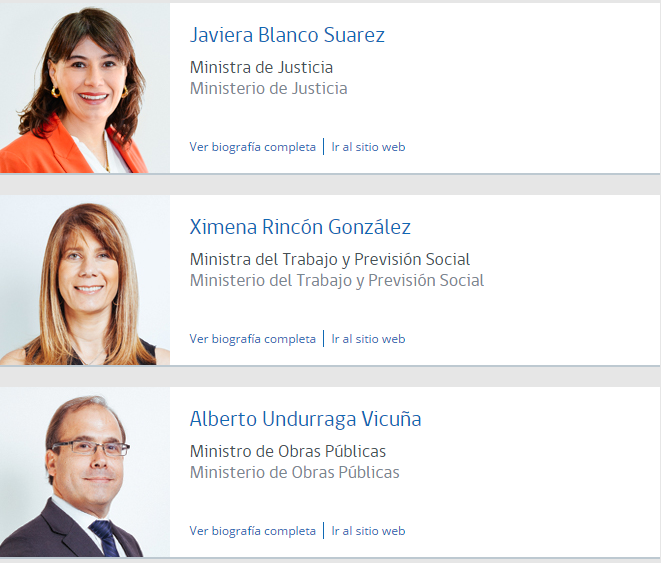 Javiera Blanco Suarez
Ministra de Justicia
Ministerio de Justicia
Ver biografía completa | Ir al sitio web
Ximena Rincón González
Ministra del Trabajo y Previsión Social
Ministerio del Trabajo y Previsión Social
Ver biografía completa | Ir al sitio web
Alberto Undurraga Vicuña
Ministro de Obras Públicas
Ministerio de Obras Públicas
Ver biografía completa | Ir al sitio web